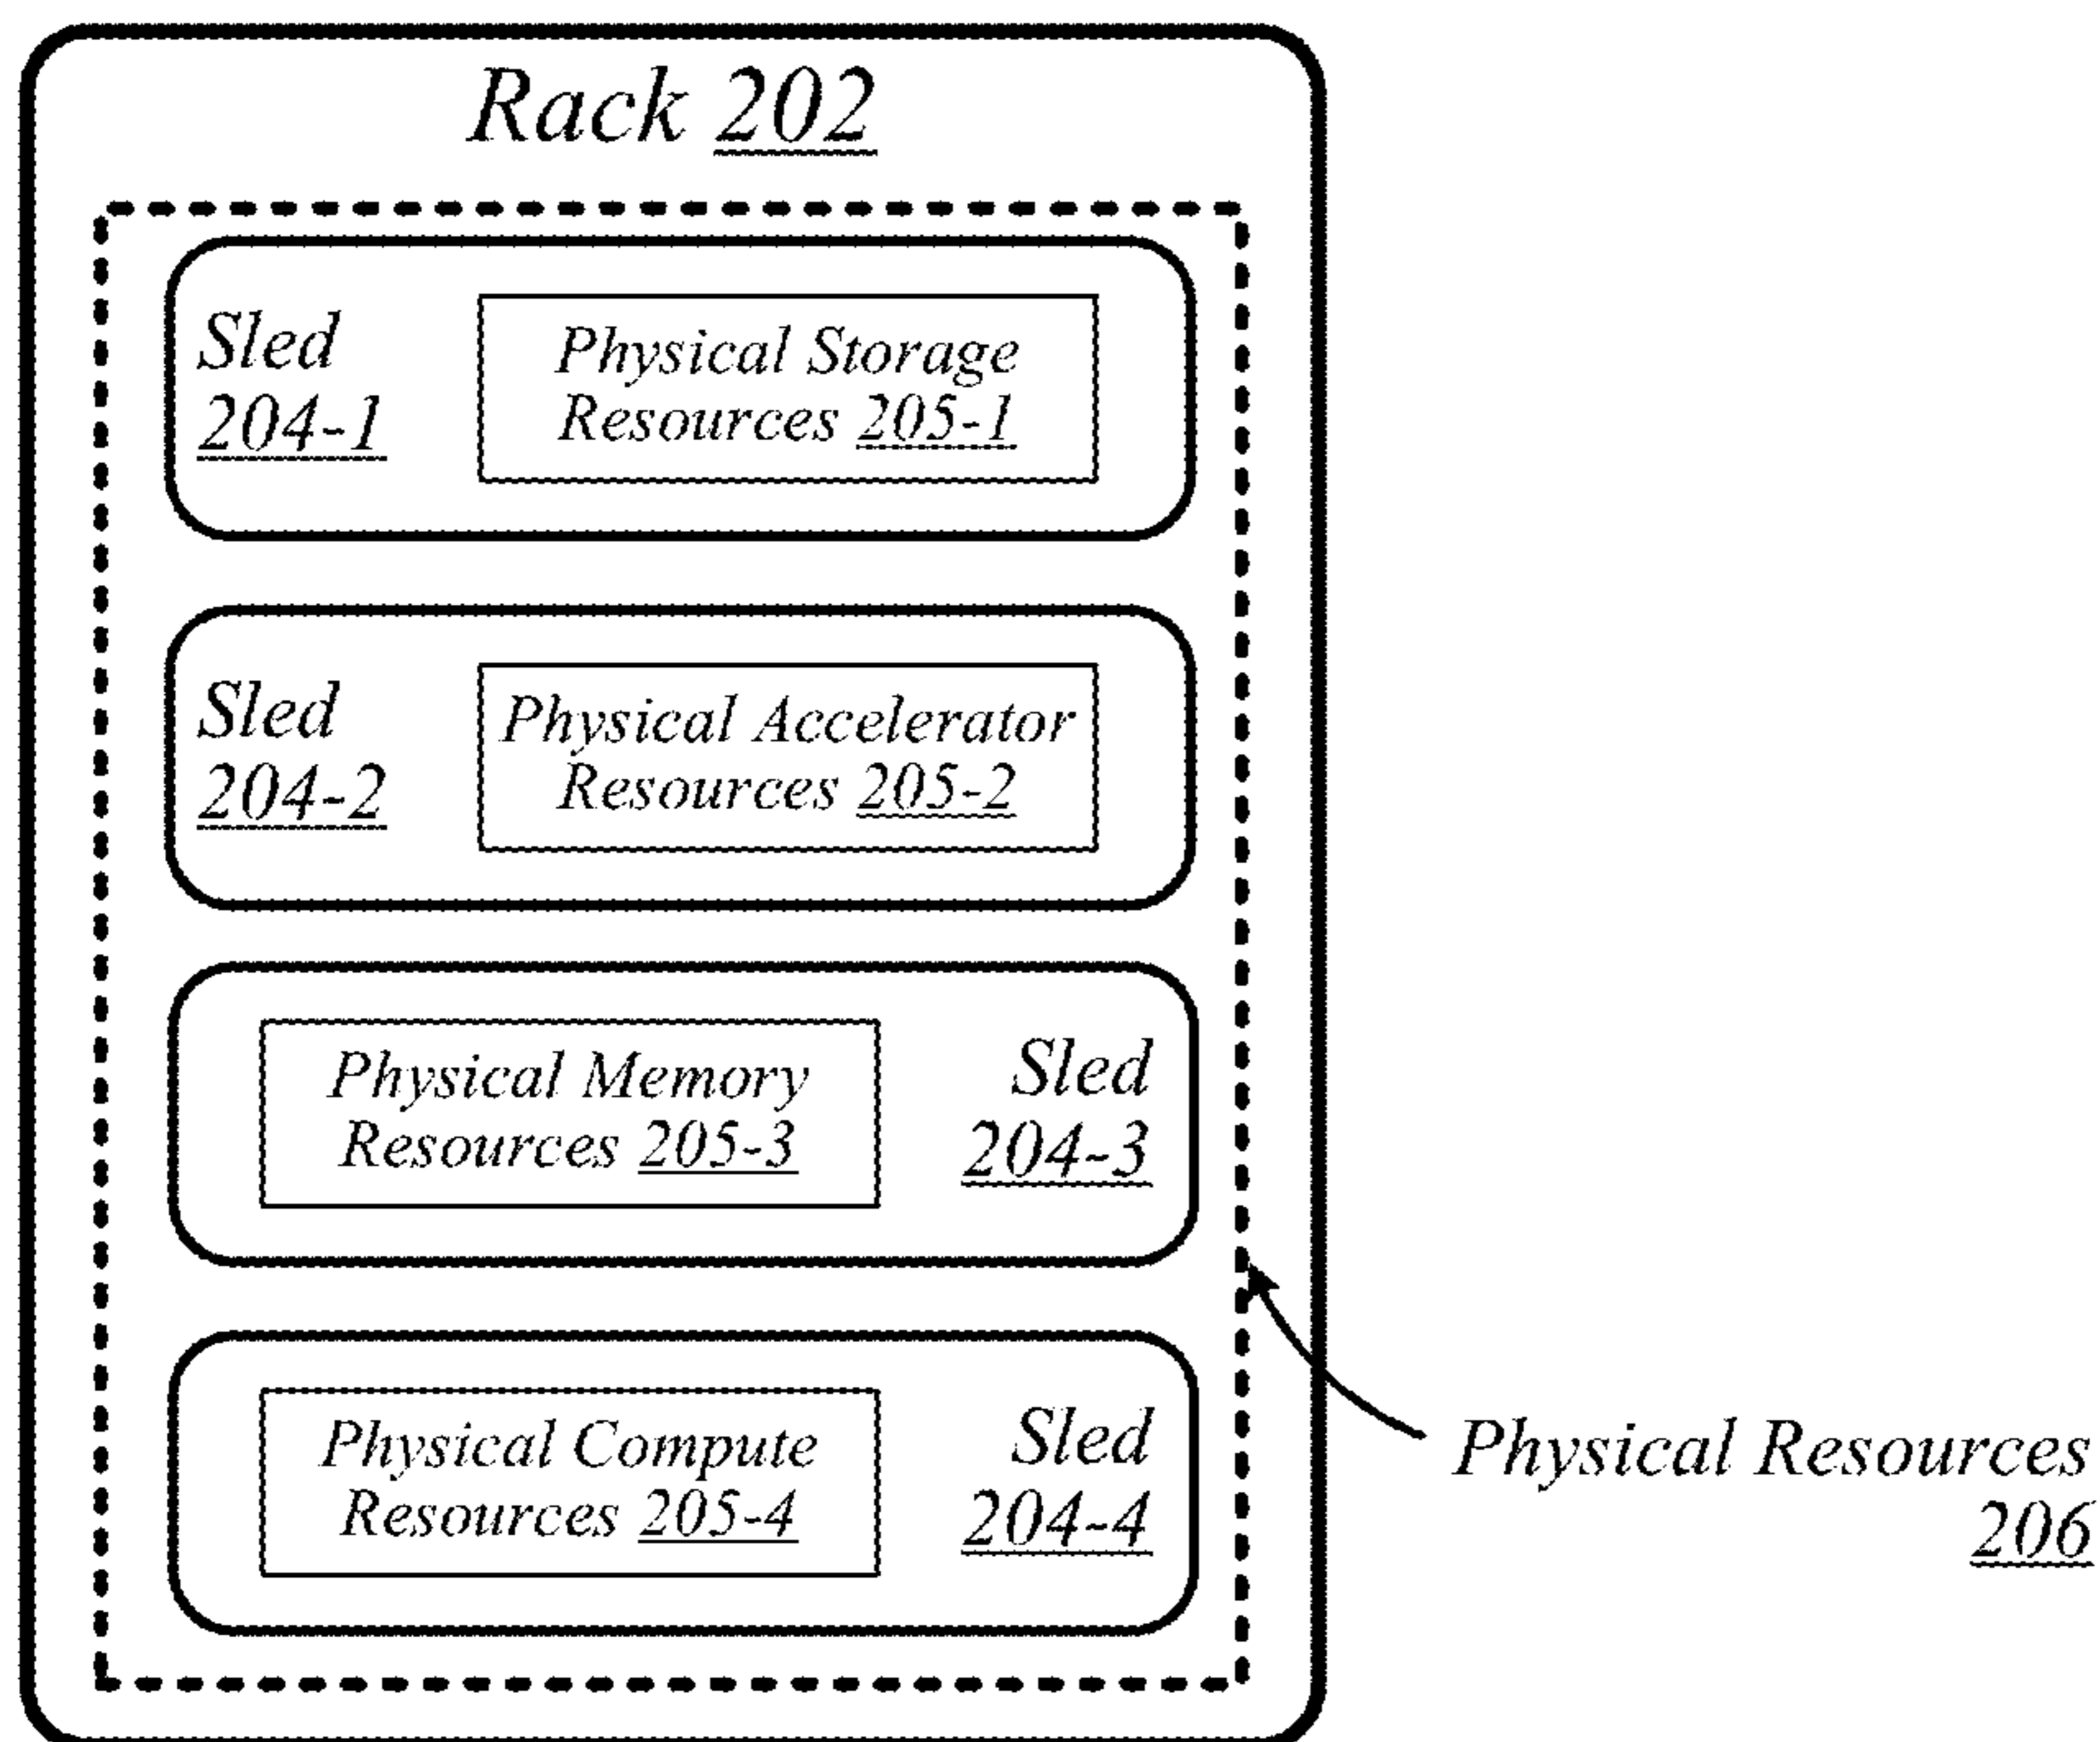 Rack 202
Sled
204-1
Physical Storage
Resources 205-1
Sled
204-2
Physical Accelerator
Resources 205-2
Physical Memory
Resources 205-3
Sled
204-3
Physical Compute
Resources 205-4
Sled
204-4
Physical Resources
206